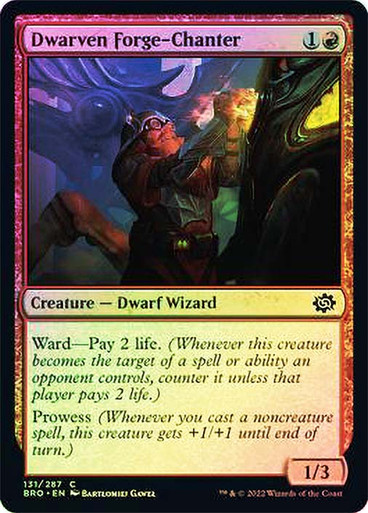 Dwarven Forge-Chanter 1
Creature — Dwarf Wizard
Ward—Pay 2 life. (Whenever this creature
becomes the target of a spell or ability an
opponent controls, counter it unless that
player pays 2 life.)
Prowess (Whenever you cast a noncreature
spell, this creature gets +1/+1 until end of
turn.)
1/3
131/287 C
BRO • EN Bartłomiej Gaweł
™ & © 2022 Wizards of the Coast